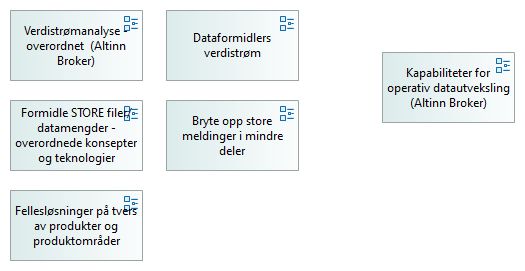 Verdistrømanalyse -
overordnet  (Altinn
Broker)
Dataformidlers
verdistrøm
Kapabiliteter for
operativ datautveksling
(Altinn Broker)
Formidle STORE filer/
datamengder -
overordnede konsepter
og teknologier
Bryte opp store
meldinger i mindre
deler
Fellesløsninger på tvers
av produkter og
produktområder